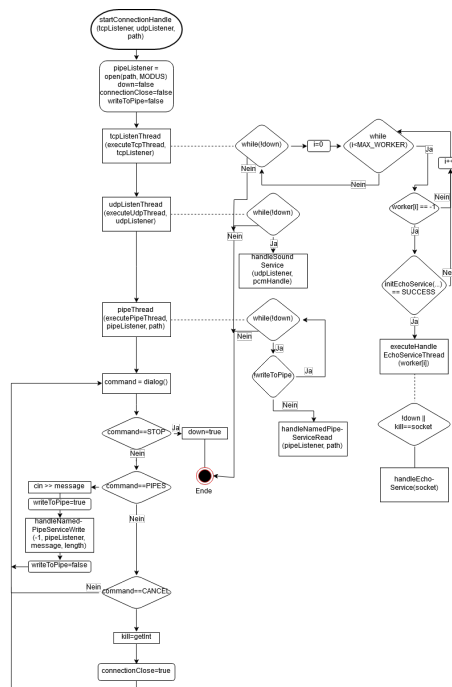 startConnectionHandle
(tcpListener, udpListener,
path)
pipeListener =
open(path, MODUS)
down=false
connectionClose=false
writeToPipe=false
tcpListenThread
(executeTcpThread,
tcpListener)
while(!down)
i=0
while
(i<MAX_WORKER)
i++
Ja
Nein
Nein
Nein
worker[i] == -1
Ja
udpListenThread
(executeUdpThread,
udpListener)
while(!down)
Nein
Ja
handleSound
Service
(udpListener,
pcmHandle)
initEchoService(...)
== SUCCESS
Ne
Ja
pipeThread
(executePipeThread,
pipeListener, path)
while(!down)
Nein
Ja
!writeToPipe
Ja
Nein
handleNamedPipe-
ServiceRead
(pipeListener, path)
executeHandle
EchoServiceThread
(worker[i])
!down ||
kill==socket
handleEcho-
Service(socket)
command = dialog()
command==STOP
Ja
down=true
Nein
Ende
command==PIPES
cin >> message
writeToPipe=true
handleNamed-
PipeServiceWrite
(-1, pipeListener,
message, length)
writeToPipe=false
Nein
command==CANCEL
Nein
kill=getInt
connectionClose=true